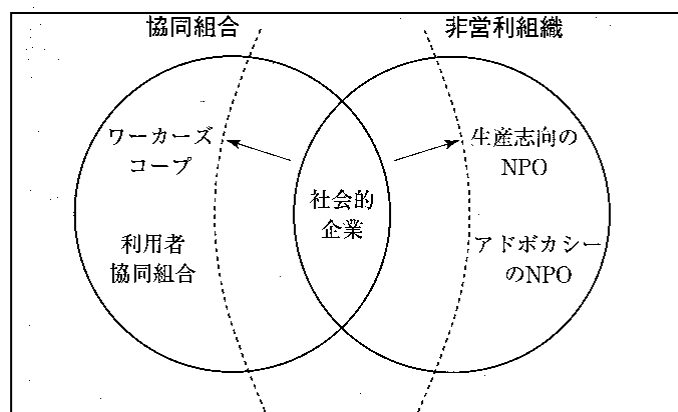 協同組合
非営利組織
ワーカーズ
コープ
利用者
協同組合
社会的
企業
生産志向の
NPO
アドボカシー
のNPO